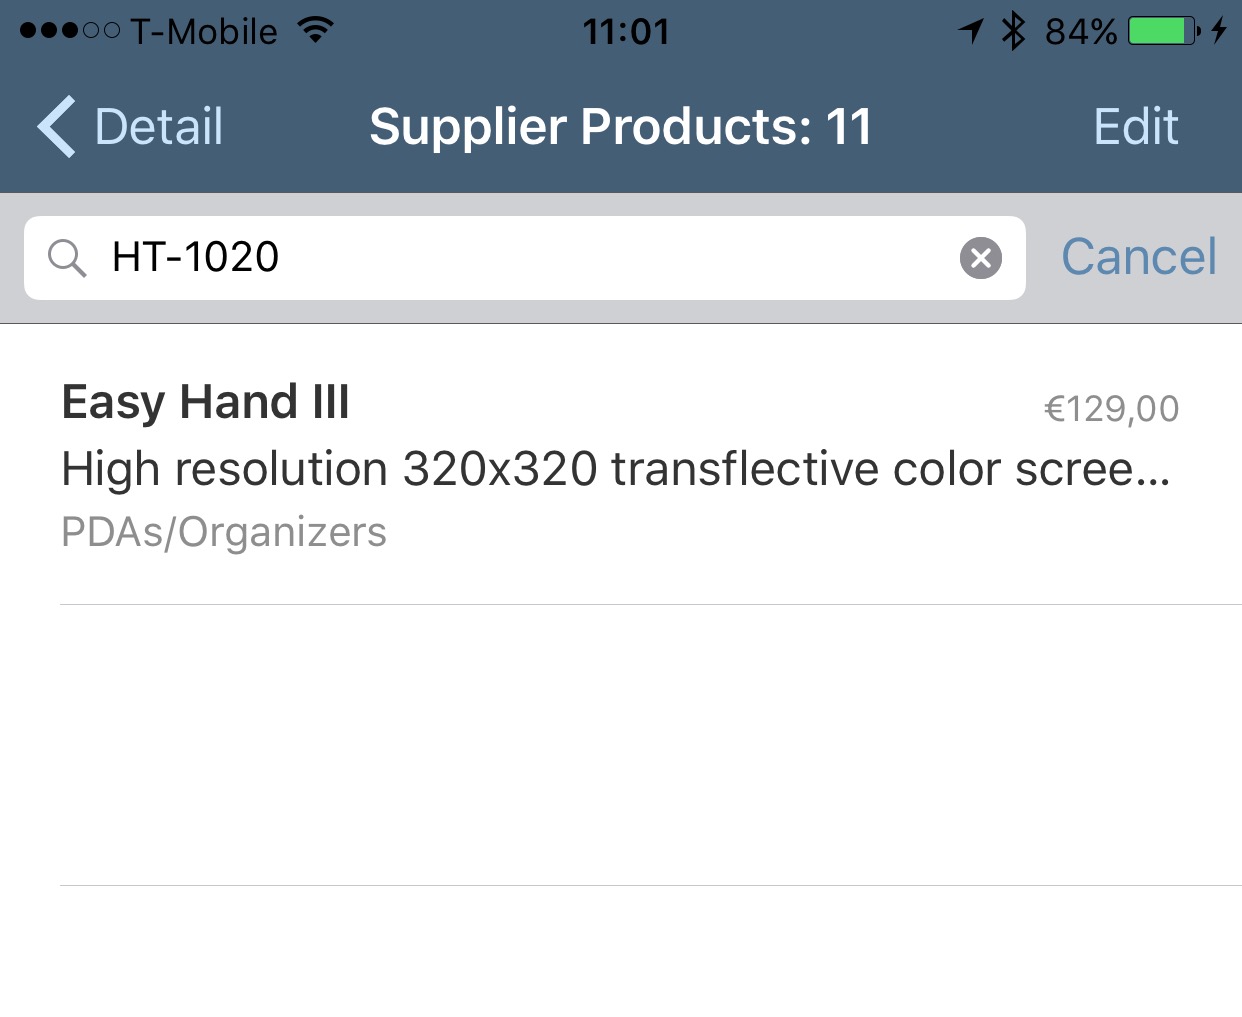 T-Mobile 11:01 84%
Detail Supplier Products: 11 Edit
HT-1020 Cancel
Easy Hand III €129,00
High resolution 320x320 transflective color scree...
PDAs/Organizers